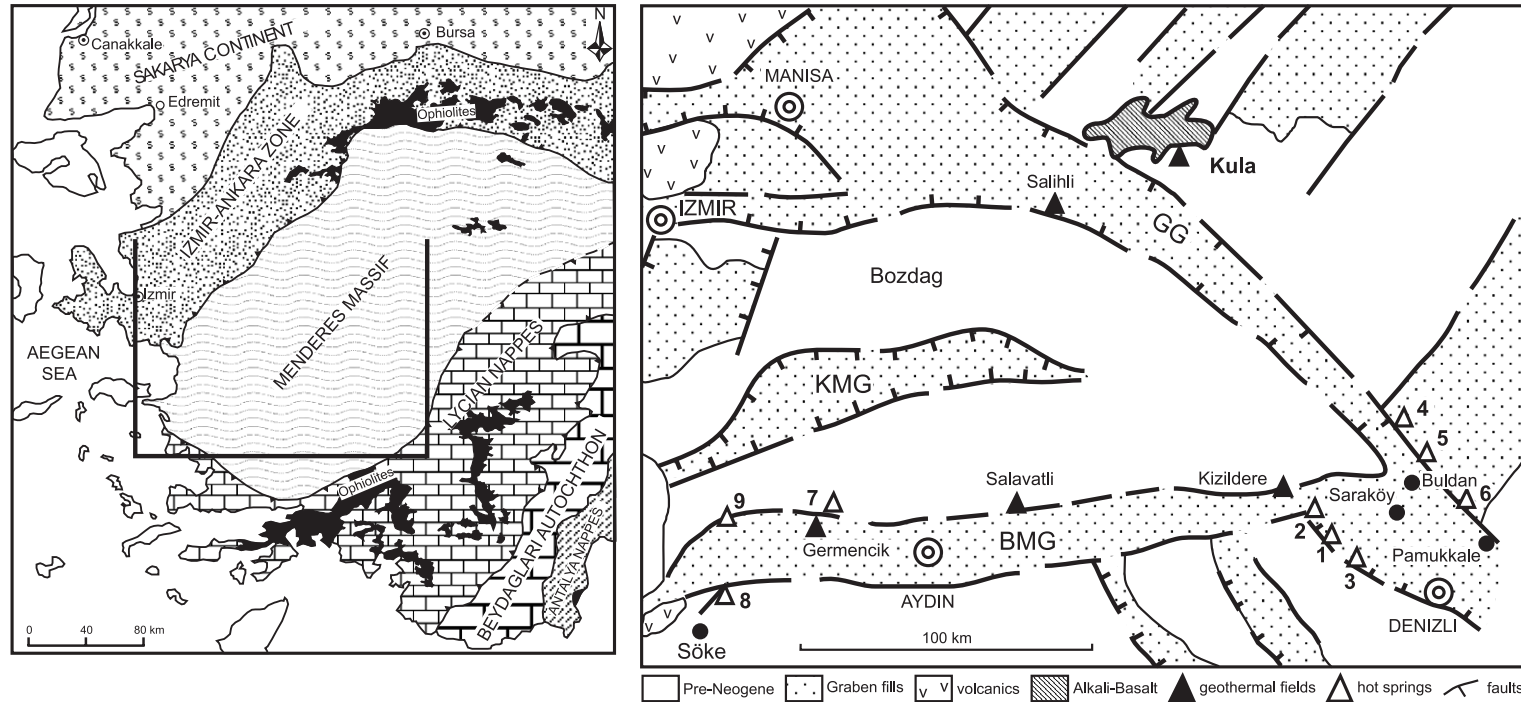 N
Canakkale
Bursa
SAKARYA CONTINENT
Edremit
Ophiolites
IZMIR-ANKARA ZONE
Izmir
MENDERES MASSIF
AEGEAN
SEA
LYCIAN NAPPES
Ophiolites
BEYDAGLARI AUTOCHTHON
ANTALYA NAPPES
0 40 80 km
MANISA
Kula
Salihli
IZMIR
GG
Bozdag
KMG
4
5
Salavatli
Kizildere
Buldan
Saraköy
6
9
7
2
Germencik
BMG
1
Pamukkale
3
8
AYDIN
DENIZLI
Söke
100 km
Pre-Neogene Graben fills volcanics Alkali-Basalt geothermal fields hot springs faults